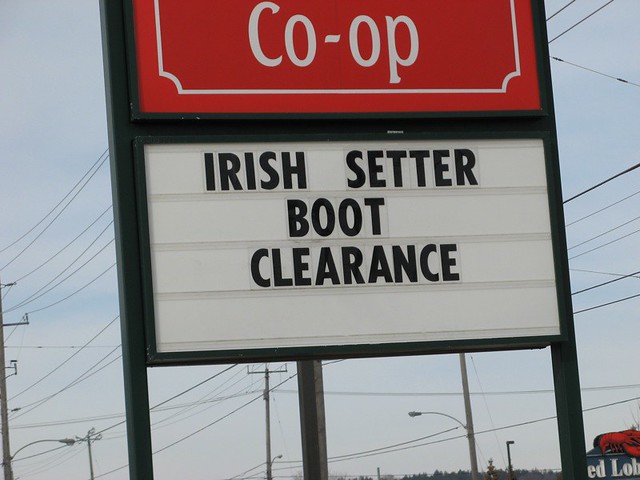 Co-op
IRISH SETTER
BOOT
CLEARANCE
ed Lob